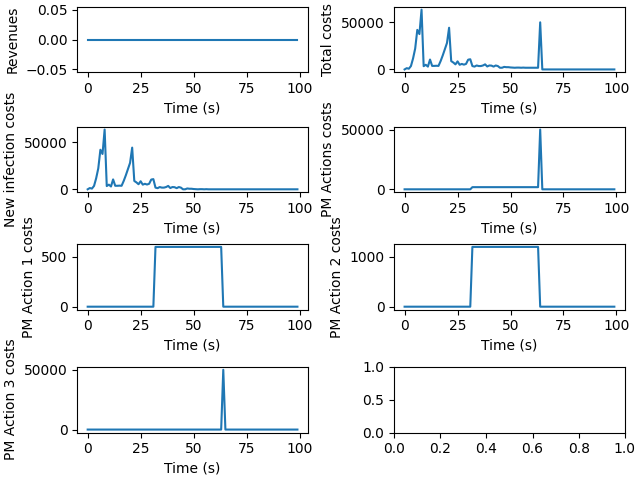 Revenues
0.05
0.00
−0.05
0 25 50 75 100
Time (s)
Total costs
50000
0
0 25 50 75 100
Time (s)
New infection costs
50000
0
0 25 50 75 100
Time (s)
PM Actions costs
50000
0
0 25 50 75 100
Time (s)
PM Action 1 costs
500
0
0 25 50 75 100
Time (s)
PM Action 2 costs
1000
0
0 25 50 75 100
Time (s)
PM Action 3 costs
50000
0
0 25 50 75 100
Time (s)
1.0
0.5
0.0
0.0 0.2 0.4 0.6 0.8 1.0